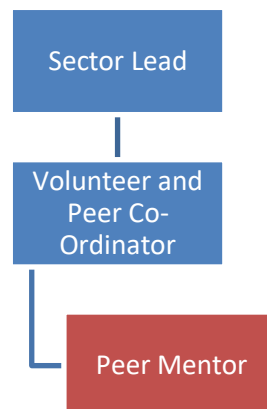 Sector Lead
Volunteer and
Peer Co-
Ordinator
Peer Mentor